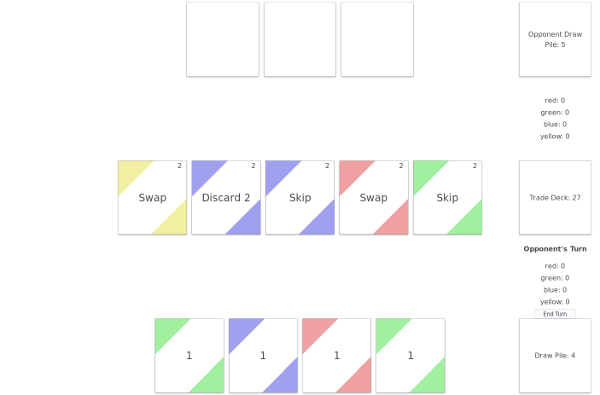 Opponent Draw
Pile: 5
red: 0
green: 0
blue: 0
yellow: 0
2
Swap
2
Discard 2
2
Skip
2
Swap
2
Skip
Trade Deck: 27
Opponent's Turn
red: 0
green: 0
blue: 0
yellow: 0
End Turn
1
1
1
1
Draw Pile: 4